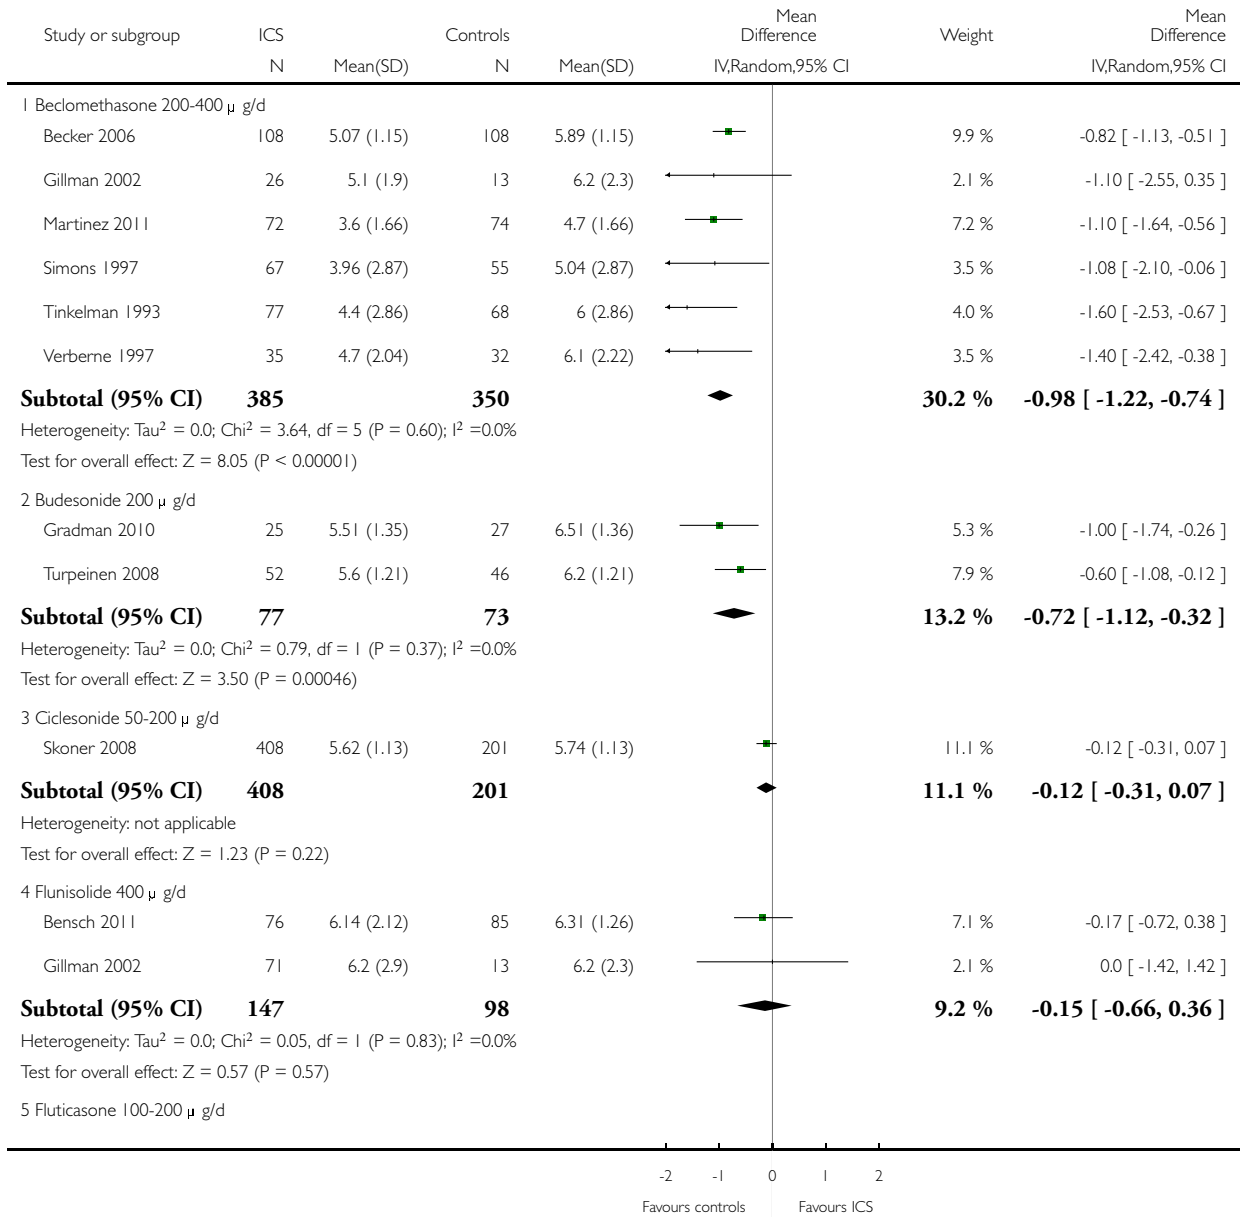 Study or subgroup ICS Controls Mean Difference Weight Mean Difference
N Mean(SD) N Mean(SD) IV,Random,95% CI IV,Random,95% CI
1 Beclomethasone 200-400 μ g/d
Becker 2006 108 5.07 (1.15) 108 5.89 (1.15) 9.9 % -0.82 [ -1.13, -0.51 ]
Gillman 2002 26 5.1 (1.9) 13 6.2 (2.3) 2.1 % -1.10 [ -2.55, 0.35 ]
Martinez 2011 72 3.6 (1.66) 74 4.7 (1.66) 7.2 % -1.10 [ -1.64, -0.56 ]
Simons 1997 67 3.96 (2.87) 55 5.04 (2.87) 3.5 % -1.08 [ -2.10, -0.06 ]
Tinkelman 1993 77 4.4 (2.86) 68 6 (2.86) 4.0 % -1.60 [ -2.53, -0.67 ]
Verberne 1997 35 4.7 (2.04) 32 6.1 (2.22) 3.5 % -1.40 [ -2.42, -0.38 ]
Subtotal (95% CI) 385 350 30.2 % -0.98 [ -1.22, -0.74 ]
Heterogeneity: Tau² = 0.0; Chi² = 3.64, df = 5 (P = 0.60); I² =0.0%
Test for overall effect: Z = 8.05 (P < 0.00001)
2 Budesonide 200 μ g/d
Gradman 2010 25 5.51 (1.35) 27 6.51 (1.36) 5.3 % -1.00 [ -1.74, -0.26 ]
Turpeinen 2008 52 5.6 (1.21) 46 6.2 (1.21) 7.9 % -0.60 [ -1.08, -0.12 ]
Subtotal (95% CI) 77 73 13.2 % -0.72 [ -1.12, -0.32 ]
Heterogeneity: Tau² = 0.0; Chi² = 0.79, df = 1 (P = 0.37); I² =0.0%
Test for overall effect: Z = 3.50 (P = 0.00046)
3 Ciclesonide 50-200 μ g/d
Skoner 2008 408 5.62 (1.13) 201 5.74 (1.13) 11.1 % -0.12 [ -0.31, 0.07 ]
Subtotal (95% CI) 408 201 11.1 % -0.12 [ -0.31, 0.07 ]
Heterogeneity: not applicable
Test for overall effect: Z = 1.23 (P = 0.22)
4 Flunisolide 400 μ g/d
Bensch 2011 76 6.14 (2.12) 85 6.31 (1.26) 7.1 % -0.17 [ -0.72, 0.38 ]
Gillman 2002 71 6.2 (2.9) 13 6.2 (2.3) 2.1 % 0.0 [ -1.42, 1.42 ]
Subtotal (95% CI) 147 98 9.2 % -0.15 [ -0.66, 0.36 ]
Heterogeneity: Tau² = 0.0; Chi² = 0.05, df = 1 (P = 0.83); I² =0.0%
Test for overall effect: Z = 0.57 (P = 0.57)
5 Fluticasone 100-200 μ g/d
-2 -1 0 1 2
Favours controls Favours ICS